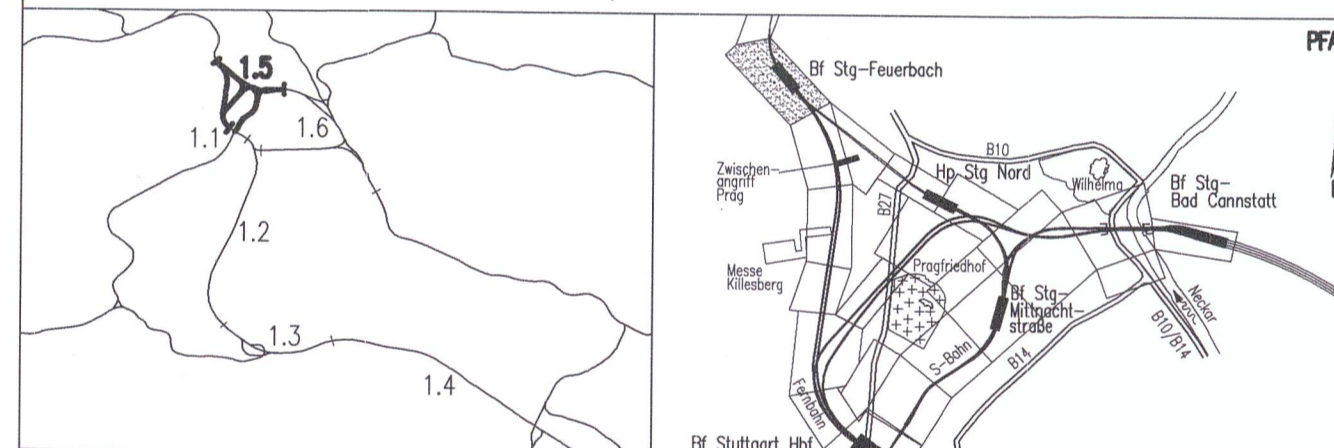 1.5
1.1
1.6
1.2
1.3
1.4
PFA
Bf Stg-Feuerbach
B10
Zwischen-
angriff
Prag
Hp Stg Nord
Wilhelma
Bf Stg-
Bad Cannstatt
B27
Messe
Killesberg
Pragfriedhof
Bf Stg-
Mittnacht-
straße
Neckar
B10/B14
S-Bahn
B14
Fernbahn
Bf Stuttgart Hbf